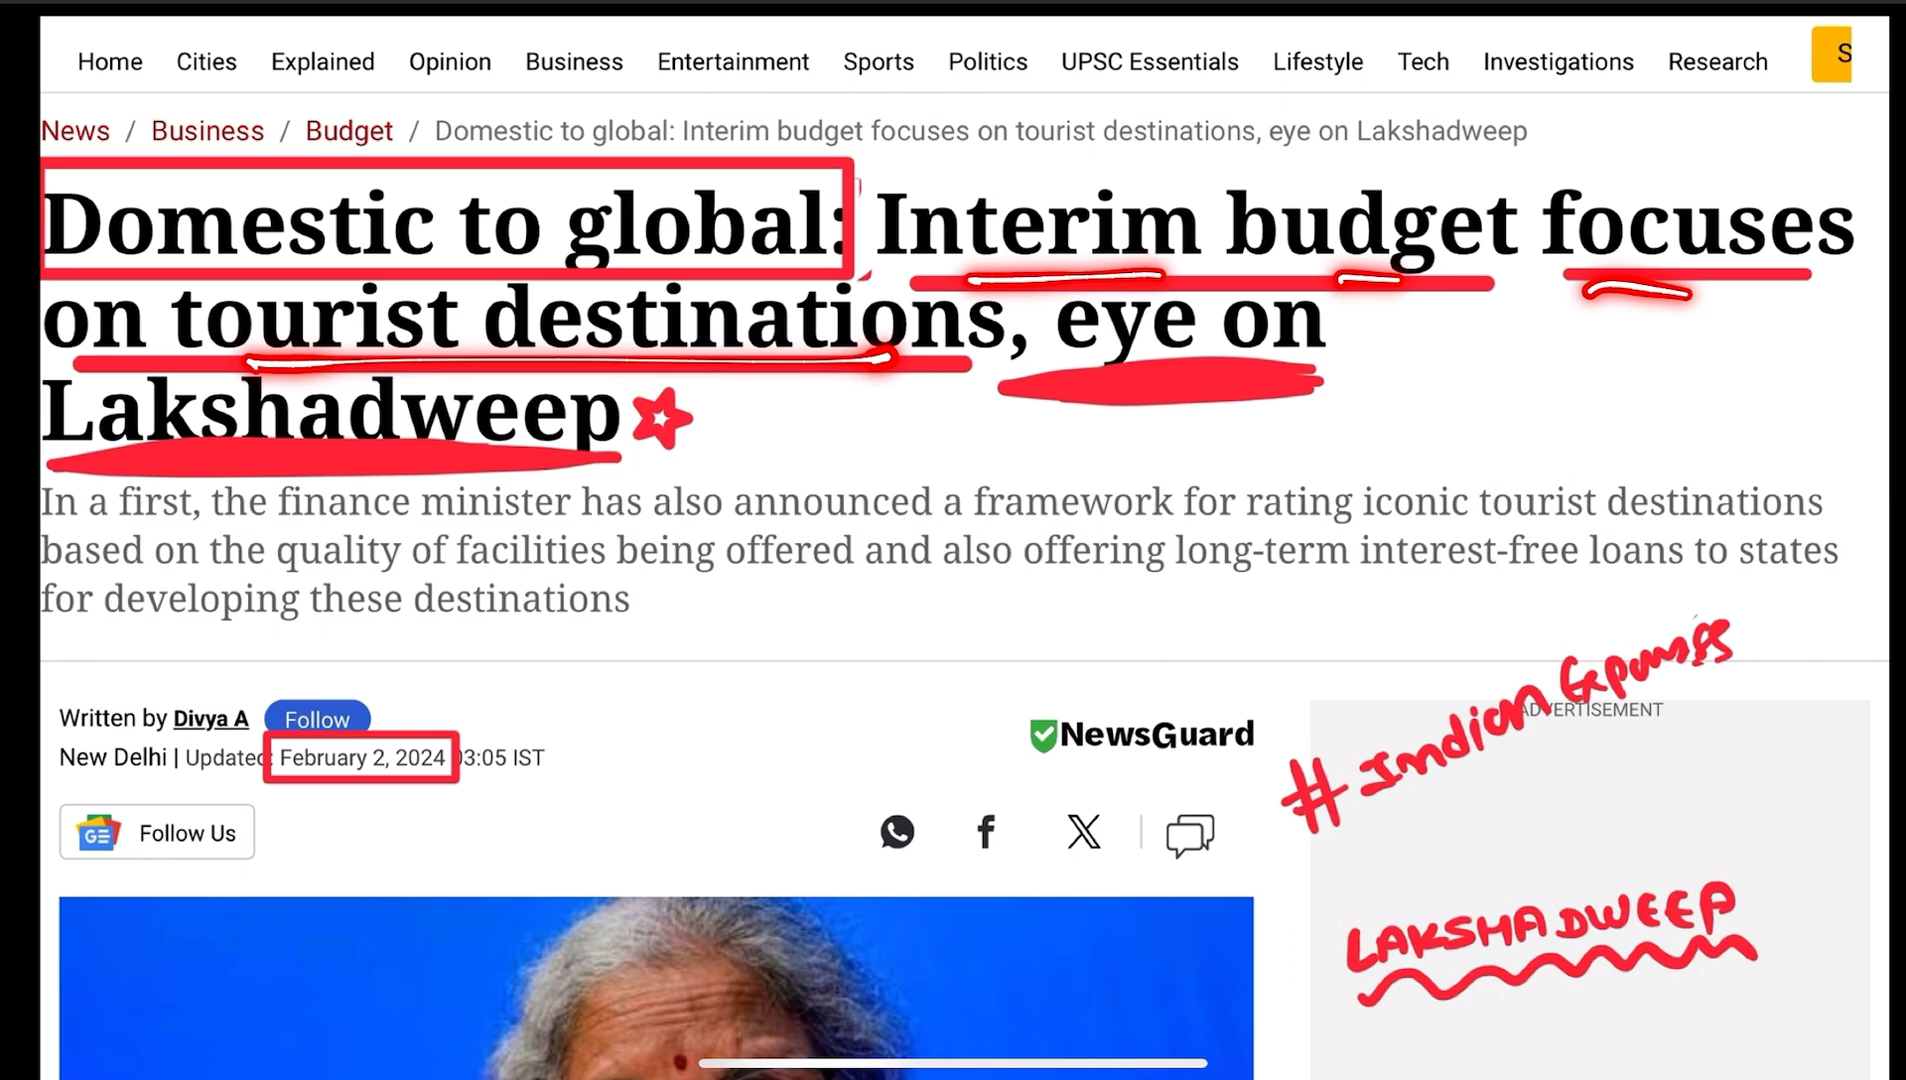 Home Cities Explained Opinion Business Entertainment Sports Politics UPSC Essentials Lifestyle Tech Investigations Research S
News / Business / Budget / Domestic to global: Interim budget focuses on tourist destinations, eye on Lakshadweep
Domestic to global: Interim budget focuses
on tourist destinations, eye on
Lakshadweep
In a first, the finance minister has also announced a framework for rating iconic tourist destinations
based on the quality of facilities being offered and also offering long-term interest-free loans to states
for developing these destinations
Written by Divya A Follow
New Delhi | Updated: February 2, 2024 03:05 IST
NewsGuard
GE Follow Us
ADVERTISEMENT
#Indian
LAKSHADWEEP